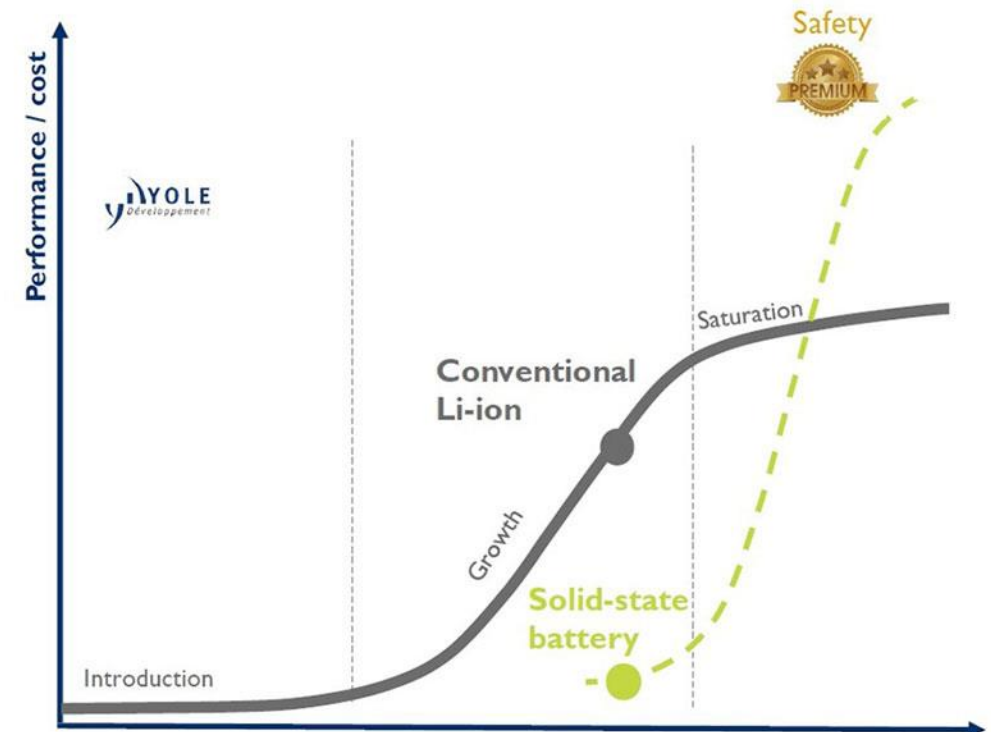 Safety
PREMIUM
Performance / cost
YOLE
Développement
Saturation
Conventional
Li-ion
Growth
Solid-state
battery
Introduction